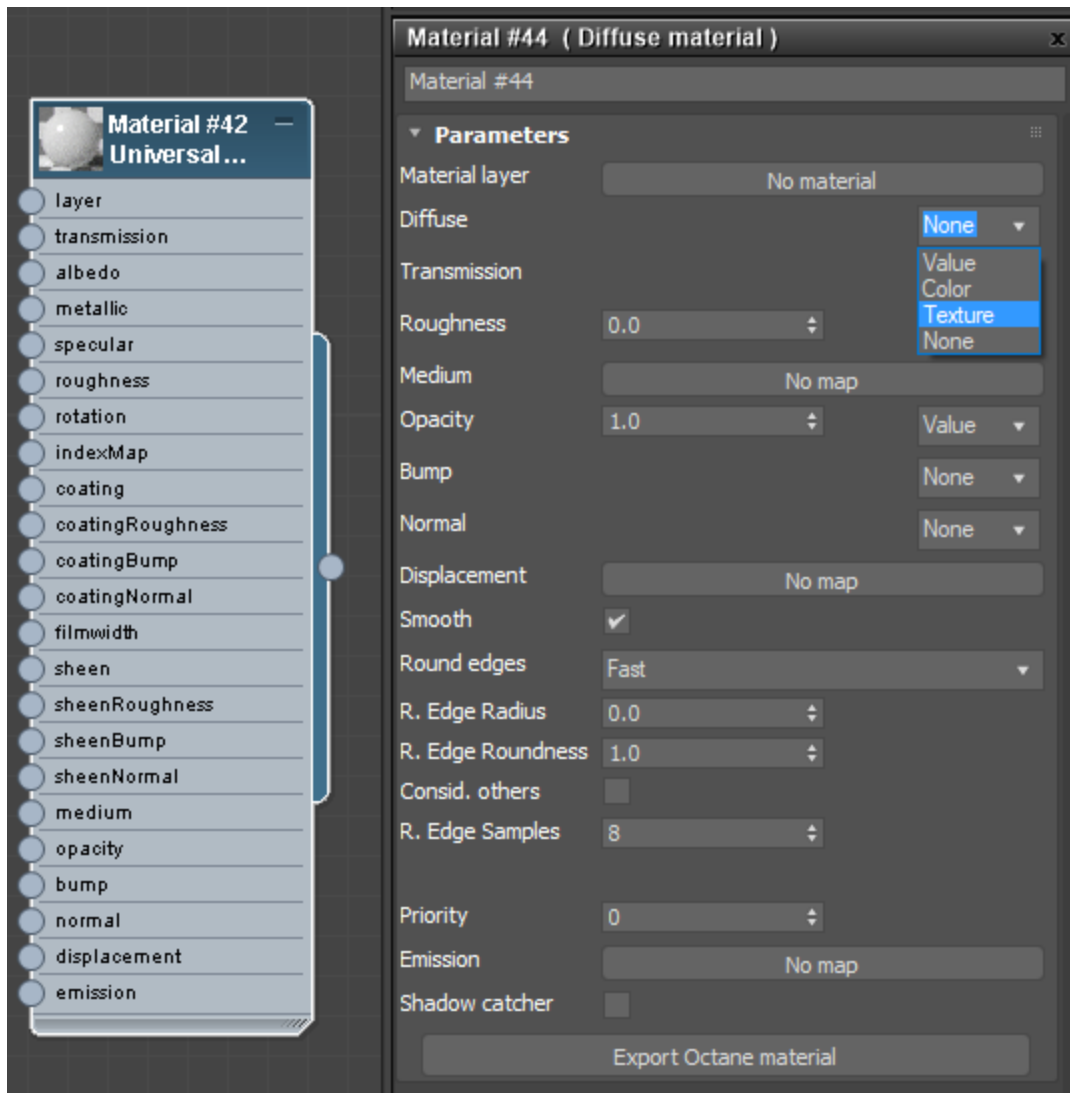 Material #42
Universal...
layer
transmission
albedo
metallic
specular
roughness
rotation
indexMap
coating
coatingRoughness
coatingBump
coatingNormal
filmwidth
sheen
sheenRoughness
sheenBump
sheenNormal
medium
opacity
bump
normal
displacement
emission
Material #44 ( Diffuse material )
x
Material #44
Parameters
Material layer No material
Diffuse None
Value
Color
Texture
None
Transmission
Roughness 0.0
Medium No map
Opacity 1.0 Value
Bump None
Normal None
Displacement No map
Smooth
Round edges Fast
R. Edge Radius 0.0
R. Edge Roundness 1.0
Consid. others
R. Edge Samples 8
Priority 0
Emission No map
Shadow catcher
Export Octane material